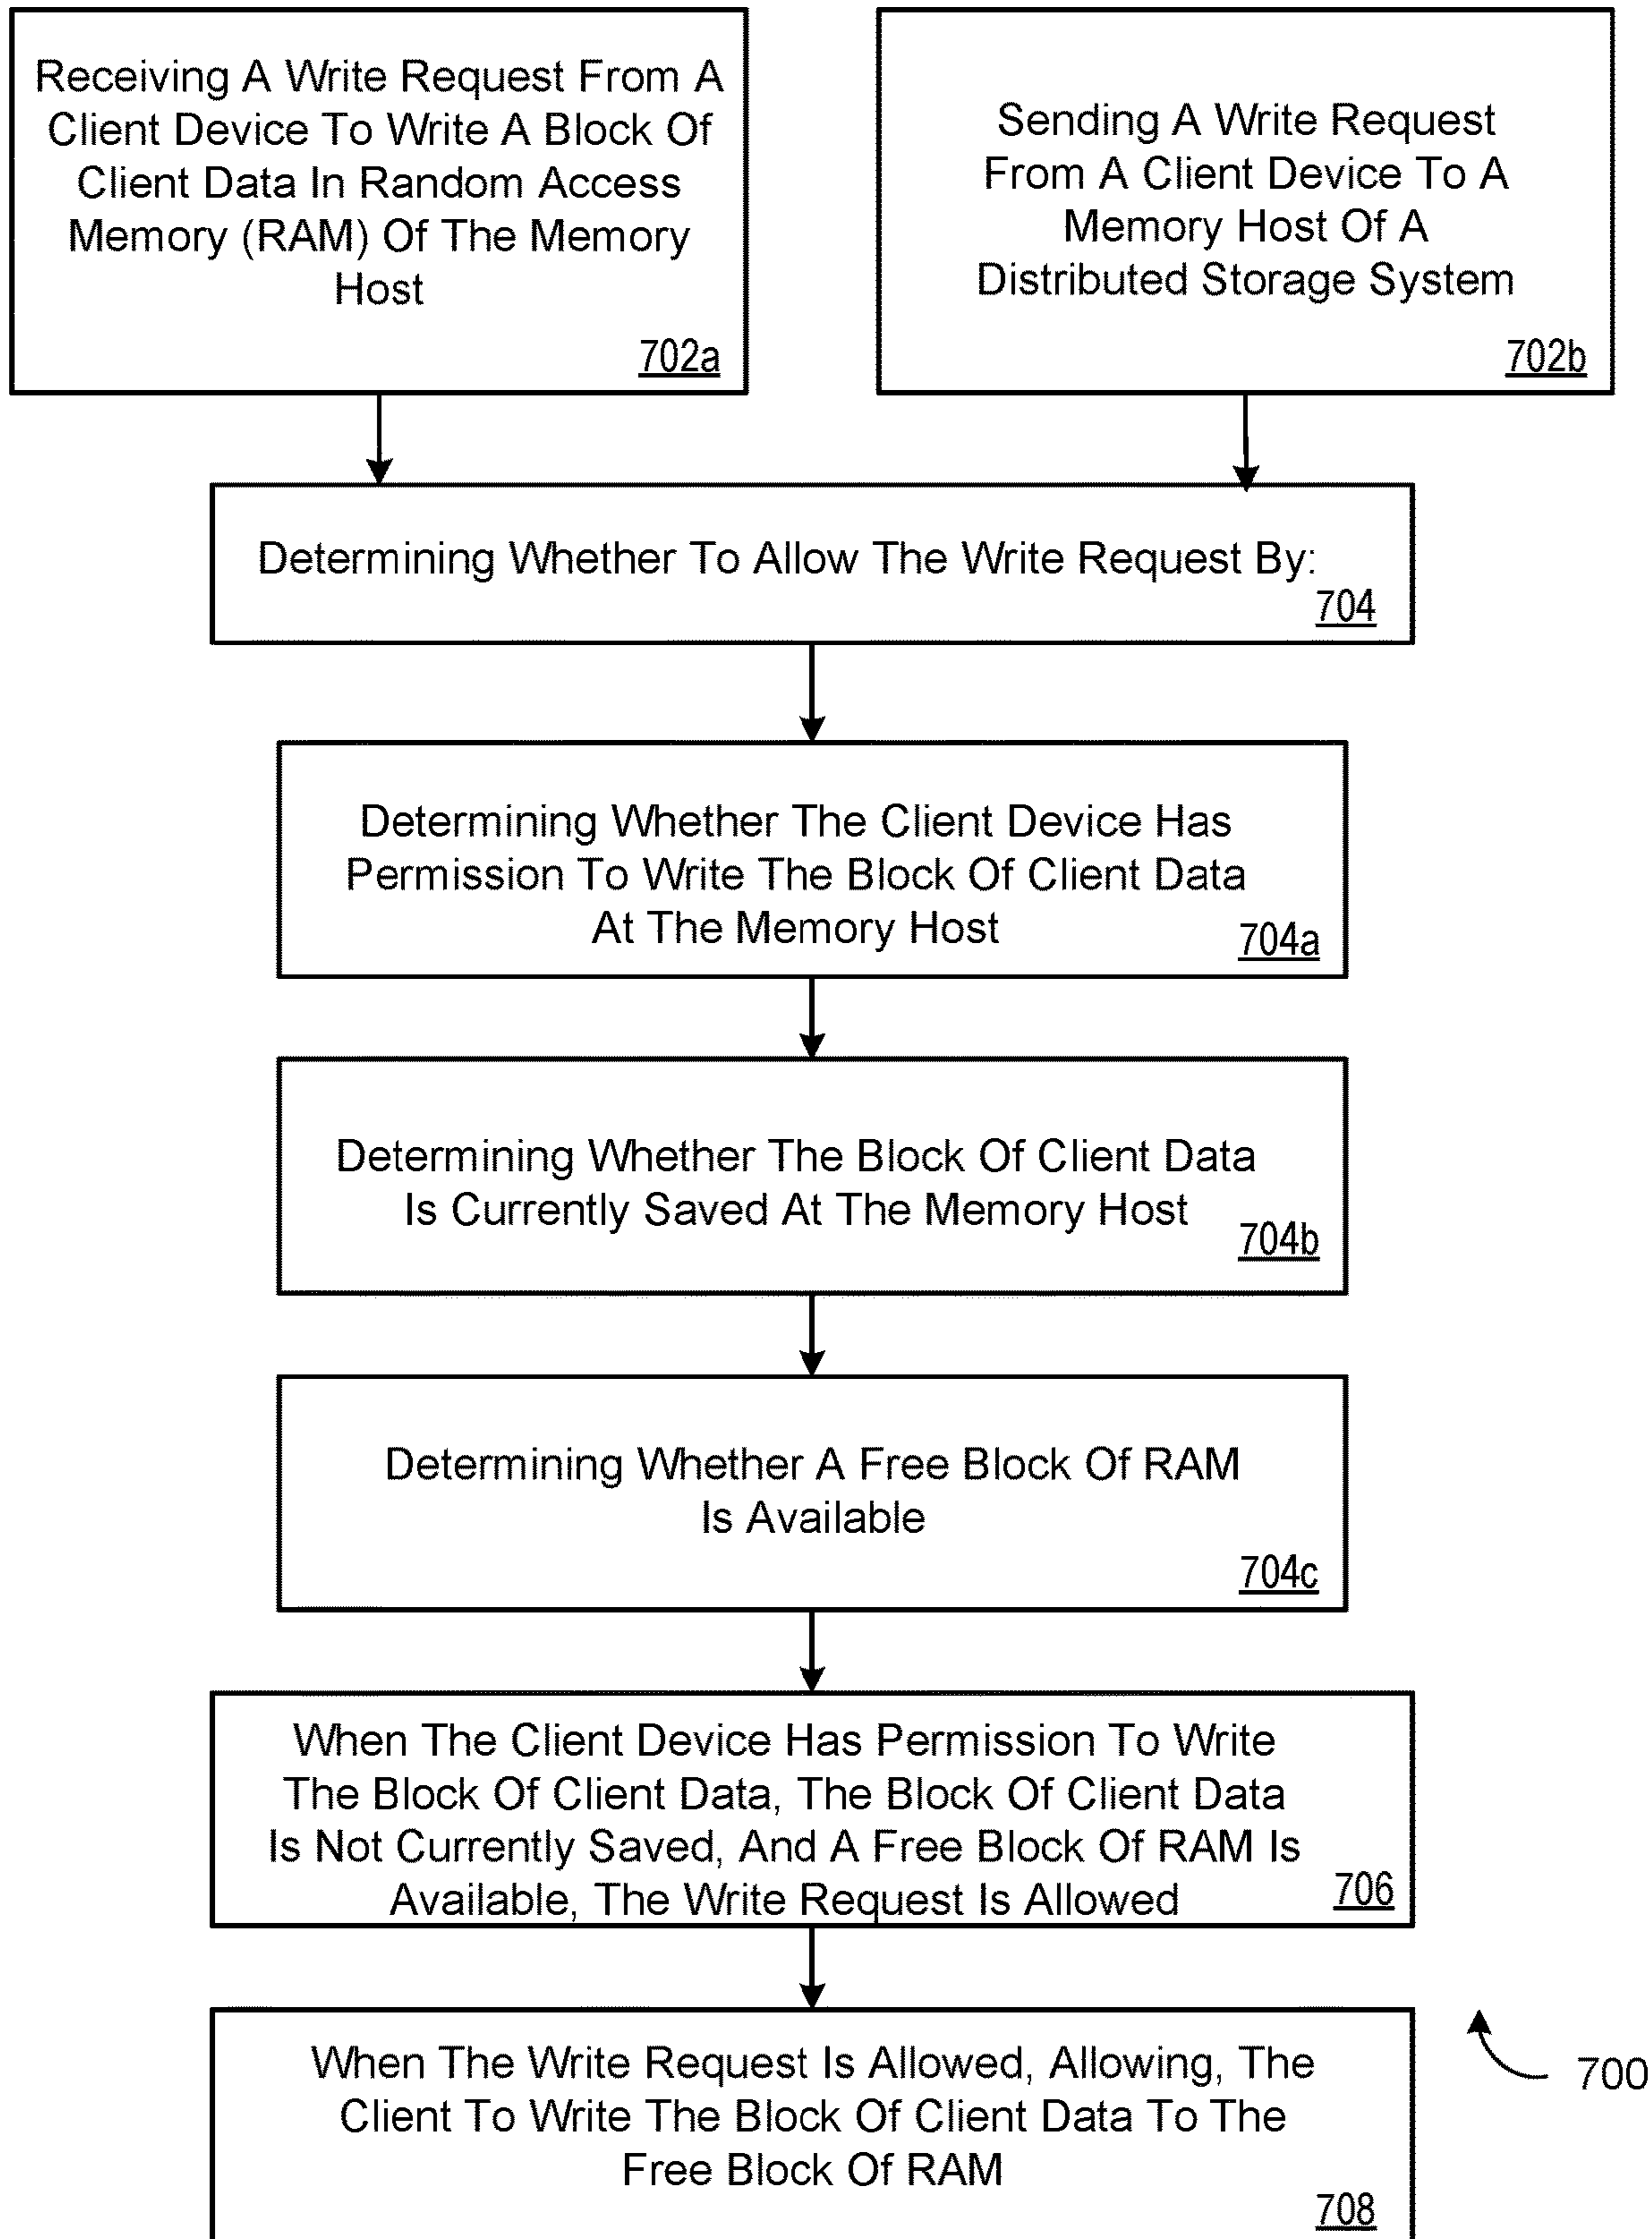 Receiving A Write Request From A
Client Device To Write A Block Of
Client Data In Random Access
Memory (RAM) Of The Memory
Host
702a
Sending A Write Request
From A Client Device To A
Memory Host Of A
Distributed Storage System
702b
Determining Whether To Allow The Write Request By:
704
Determining Whether The Client Device Has
Permission To Write The Block Of Client Data
At The Memory Host
704a
Determining Whether The Block Of Client Data
Is Currently Saved At The Memory Host
704b
Determining Whether A Free Block Of RAM
Is Available
704c
When The Client Device Has Permission To Write
The Block Of Client Data, The Block Of Client Data
Is Not Currently Saved, And A Free Block Of RAM Is
Available, The Write Request Is Allowed
706
When The Write Request Is Allowed, Allowing, The
Client To Write The Block Of Client Data To The
Free Block Of RAM
708
700